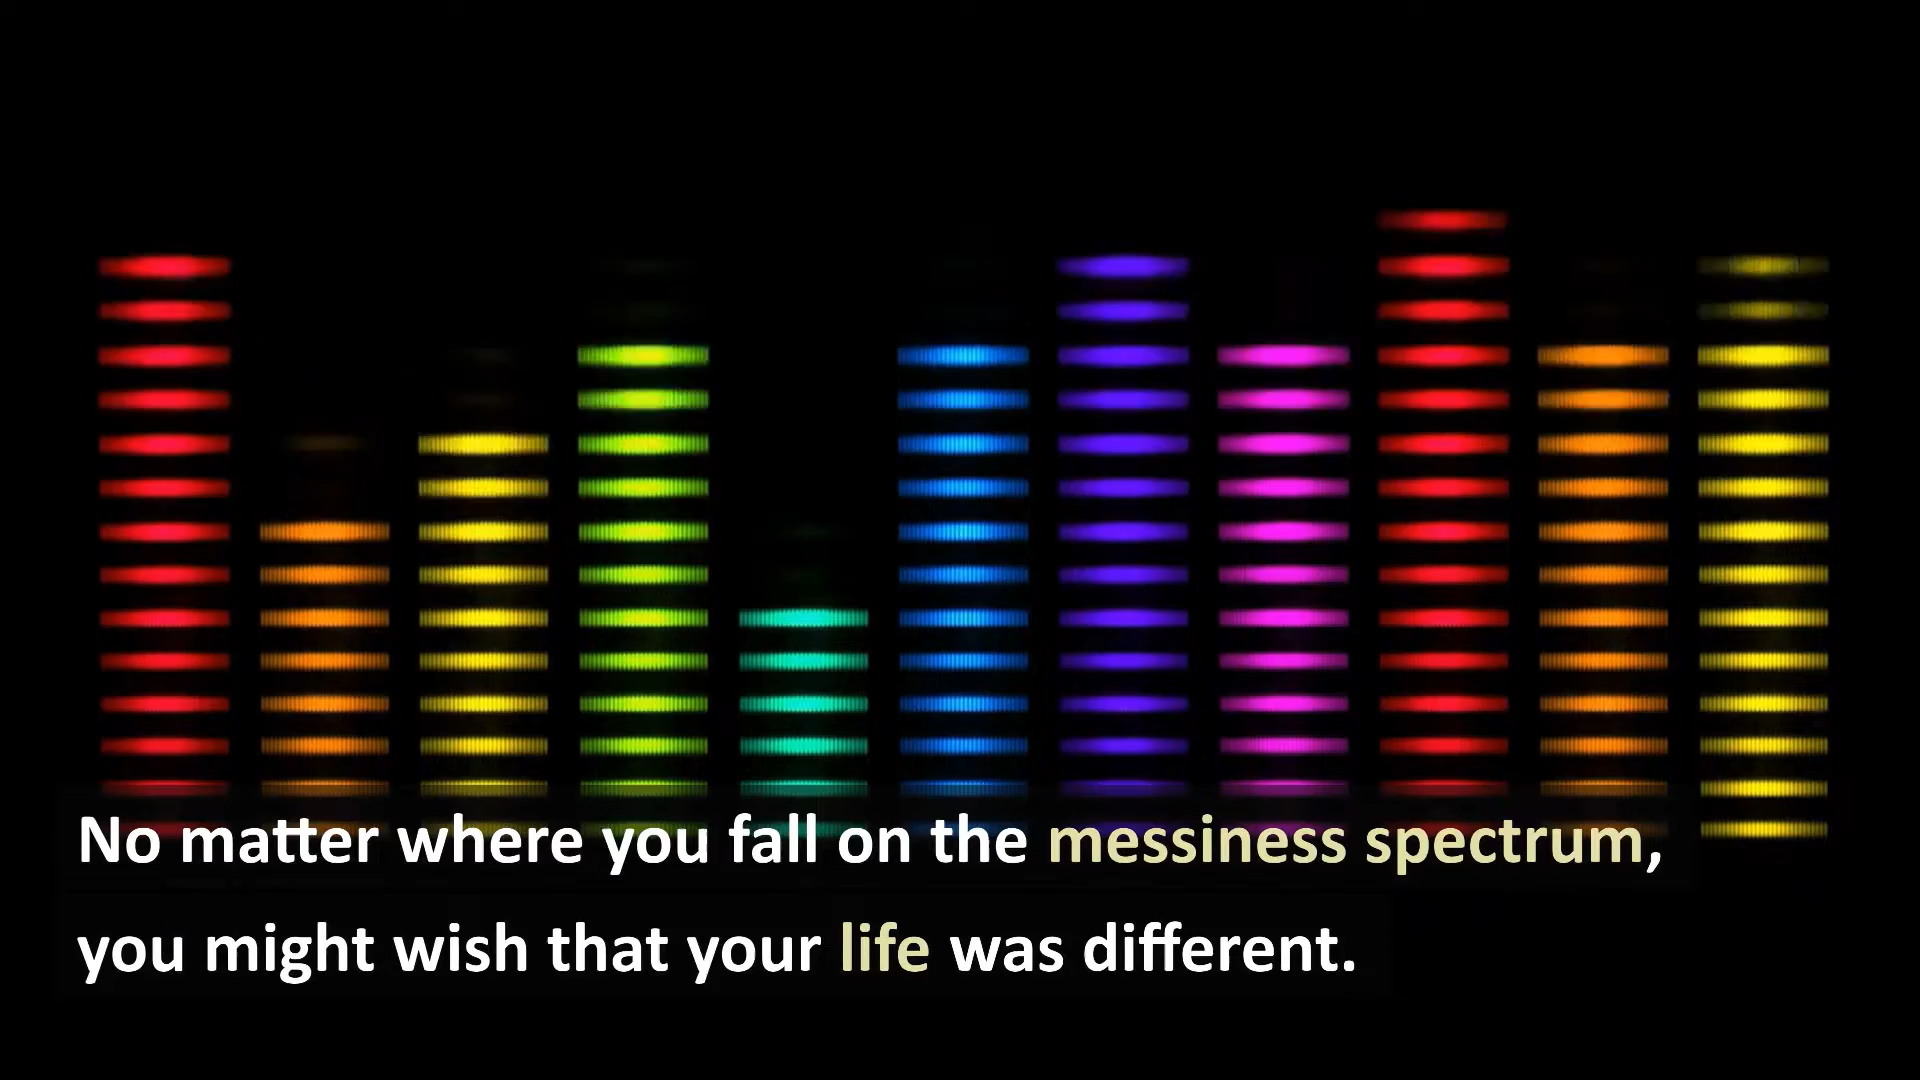 No matter where you fall on the messiness spectrum,
you might wish that your life was different.